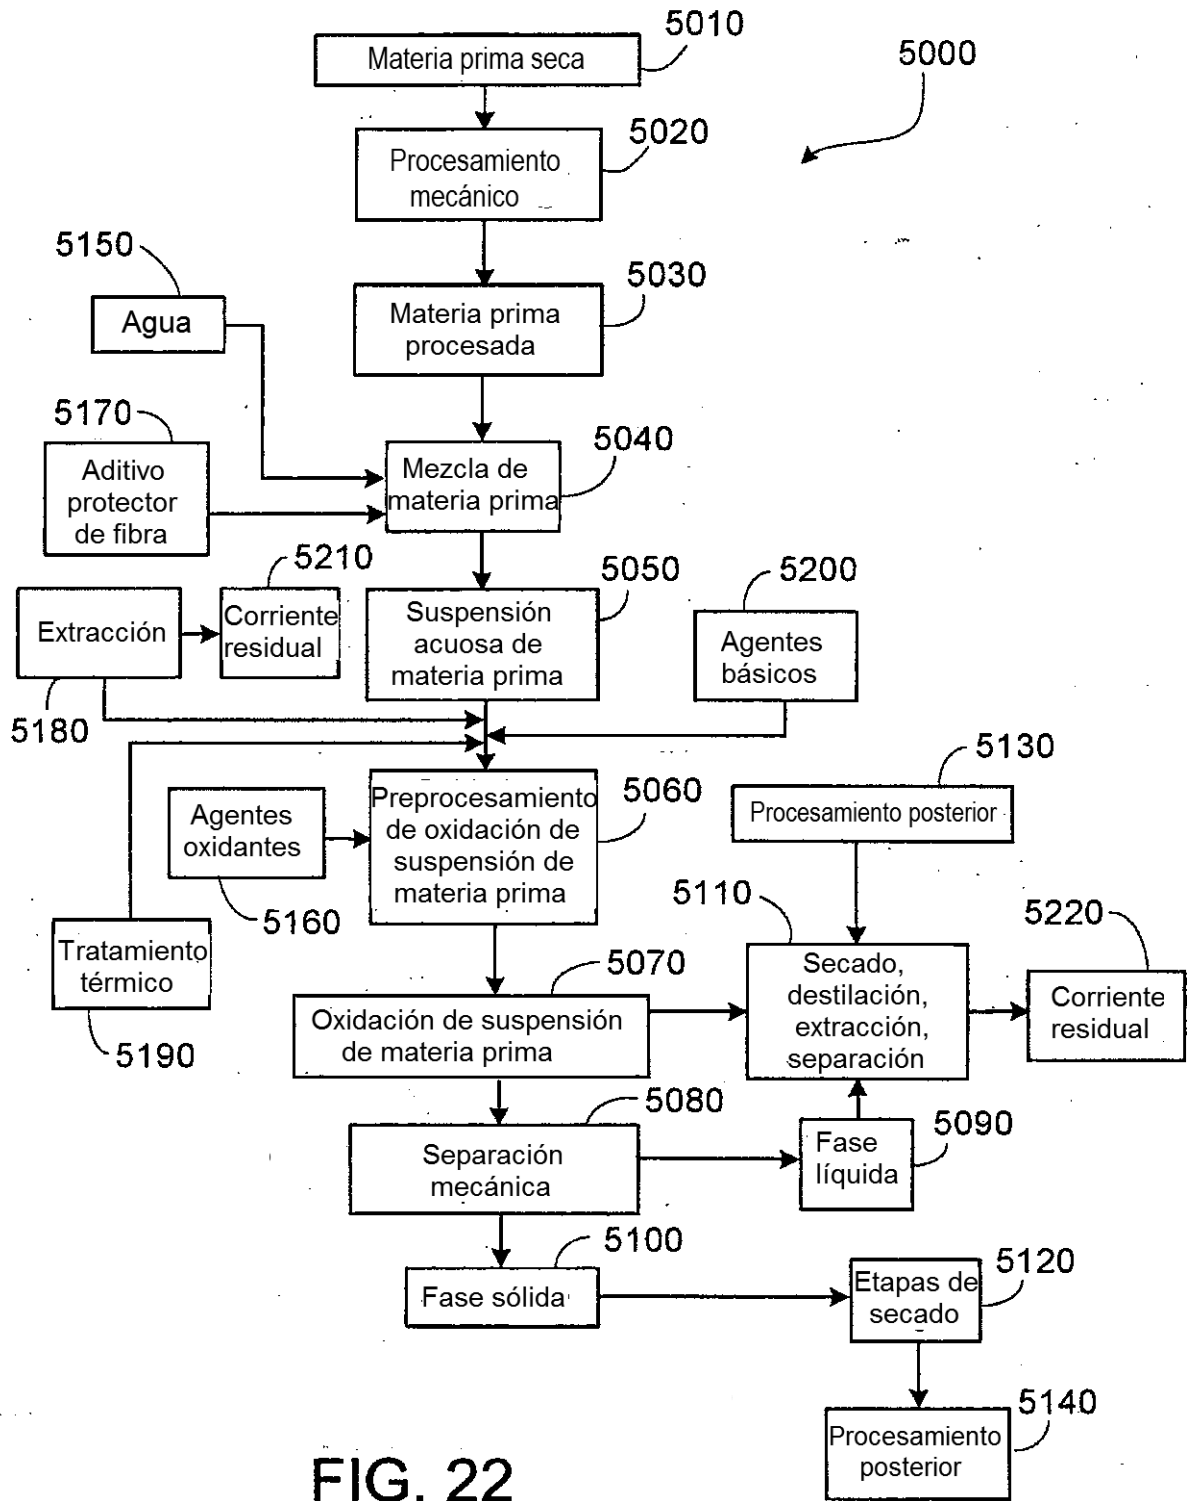 5010
Materia prima seca
5000
5020
Procesamiento
mecánico
5150
5030
Agua
Materia prima
procesada
5170
5040
Aditivo
protector
de fibra
Mezcla de
materia prima
5210
5050
5200
Extracción
Corriente
residual
Suspensión
acuosa de
materia prima
Agentes
básicos
5180
5130
Procesamiento posterior
5060
Preprocesamiento
de oxidación de
suspensión de
materia prima
Agentes
oxidantes
5160
5110
5220
Tratamiento
térmico
5190
5070
Secado,
destilación,
extracción,
separación
Corriente
residual
Oxidación de suspensión
de materia prima
5080
5090
Separación
mecánica
Fase
líquida
5100
5120
Fase sólida
Etapas de
secado
5140
Procesamiento
posterior
FIG. 22